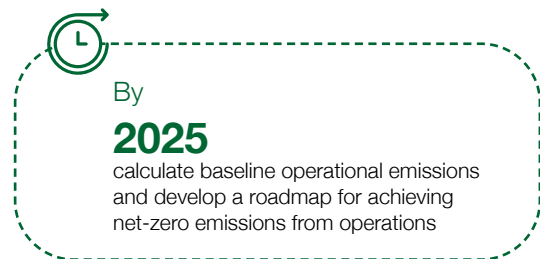 By
2025
calculate baseline operational emissions
and develop a roadmap for achieving
net-zero emissions from operations